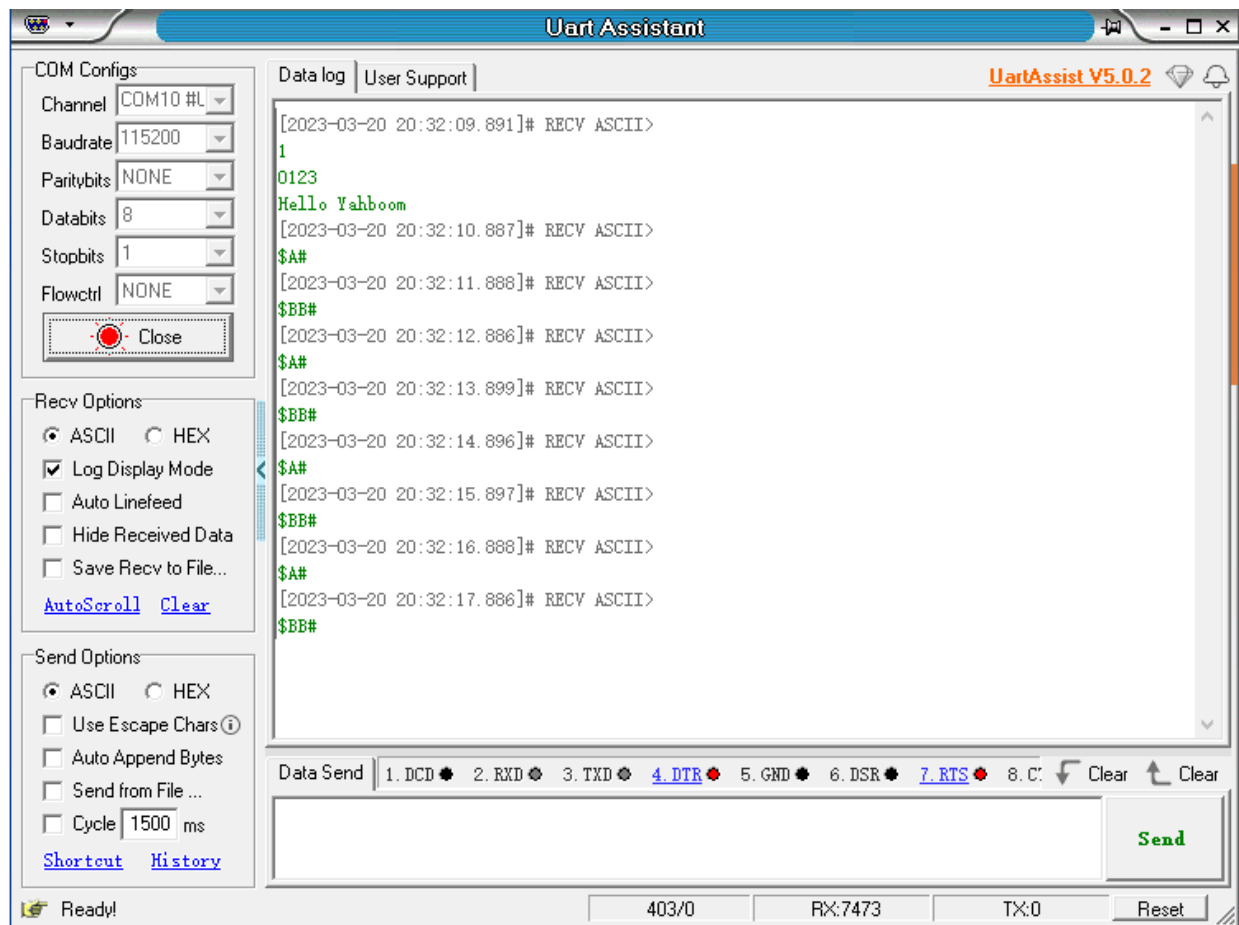 Uart Assistant
COM Configs
Channel COM10 #U
Baudrate 115200
Paritybits NONE
Databits 8
Stopbits 1
Flowctrl NONE
Close
Recv Options
ASCII HEX
Log Display Mode
Auto Linefeed
Hide Received Data
Save Recv to File...
AutoScroll Clear
Send Options
ASCII HEX
Use Escape Chars
Auto Append Bytes
Send from File ...
Cycle 1500 ms
Shortcut History
Data log User Support UartAssist V5.0.2
[2023-03-20 20:32:09.891]# RECV ASCII>
1
0123
Hello Yahboom
[2023-03-20 20:32:10.887]# RECV ASCII>
$A#
[2023-03-20 20:32:11.888]# RECV ASCII>
$BB#
[2023-03-20 20:32:12.886]# RECV ASCII>
$A#
[2023-03-20 20:32:13.899]# RECV ASCII>
$BB#
[2023-03-20 20:32:14.896]# RECV ASCII>
$A#
[2023-03-20 20:32:15.897]# RECV ASCII>
$BB#
[2023-03-20 20:32:16.888]# RECV ASCII>
$A#
[2023-03-20 20:32:17.886]# RECV ASCII>
$BB#
Data Send 1. DCD 2. RXD 3. TXD 4. DTR 5. GND 6. DSR 7. RTS 8. C Clear Clear
Send
Ready! 403/0 RX:7473 TX:0 Reset